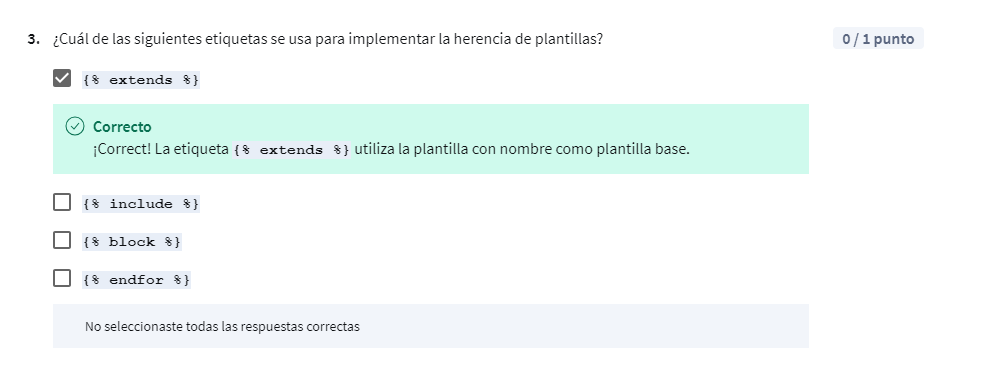 3. ¿Cuál de las siguientes etiquetas se usa para implementar la herencia de plantillas?
0 / 1 punto
{% extends %}
Correcto
¡Correct! La etiqueta {% extends %} utiliza la plantilla con nombre como plantilla base.
{% include %}
{% block %}
{% endfor %}
No seleccionaste todas las respuestas correctas